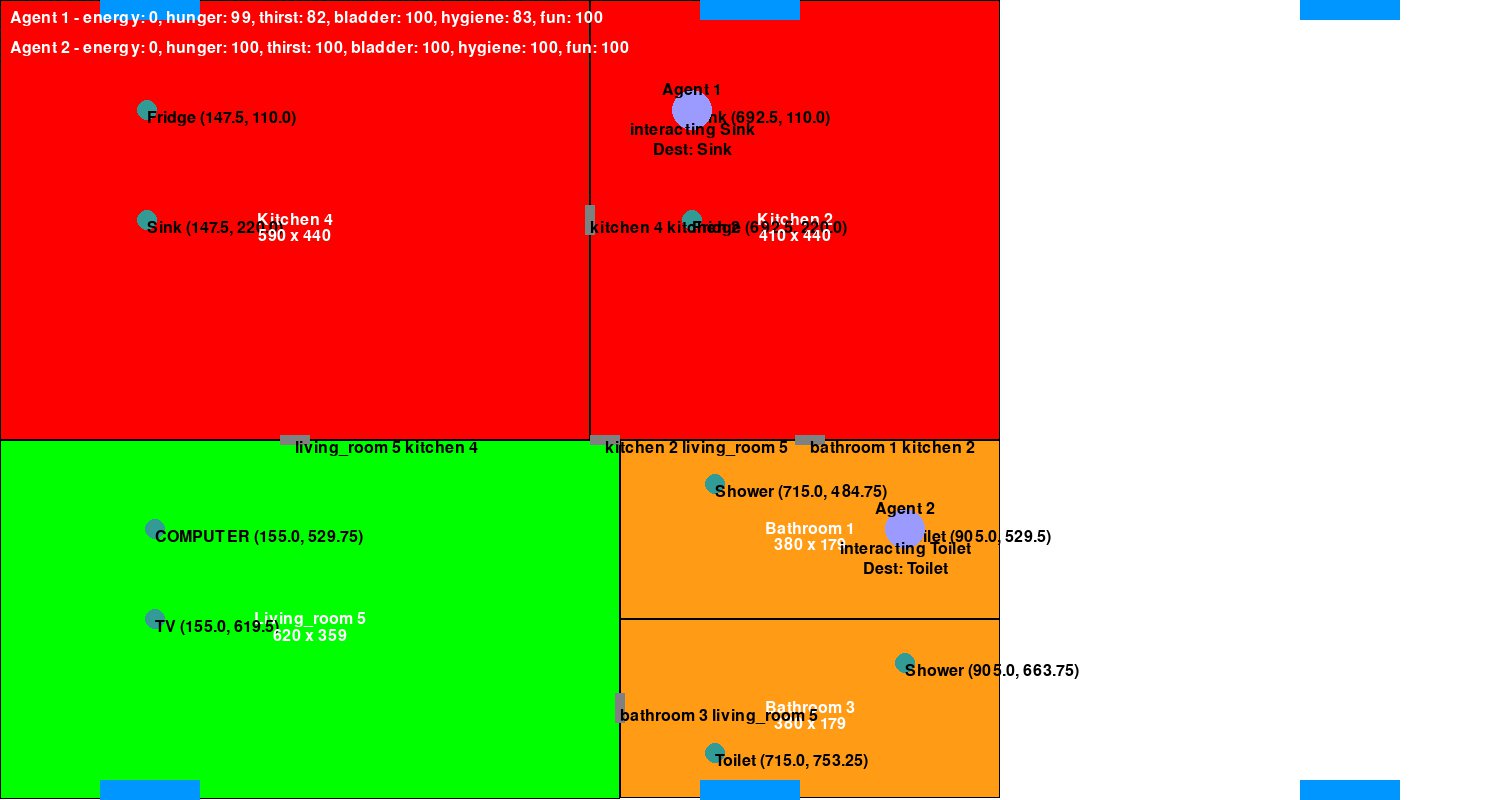 Agent 1 - energy: 0, hunger: 99, thirst: 82, bladder: 100, hygiene: 83, fun: 100
Agent 2 - energy: 0, hunger: 100, thirst: 100, bladder: 100, hygiene: 100, fun: 100
Agent 1
Fridge (147.5, 110.0)
nk (692.5, 110.0)
interacting Sink
Dest: Sink
Kitchen 4
Kitchen 2
Sink (147.5, 220.0)
kitchen 4 kitchen 2
Fridge (692.5, 220.0)
590 x 440
410 x 440
living_room 5 kitchen 4
kitchen 2 living_room 5
bathroom 1 kitchen 2
Shower (715.0, 484.75)
Agent 2
Bathroom 1
COMPUTER (155.0, 529.75)
ilet (905.0, 529.5)
380 x 179
interacting Toilet
Dest: Toilet
Living_room 5
TV (155.0, 619.5)
620 x 359
Shower (905.0, 663.75)
Bathroom 3
bathroom 3 living_room 5
380 x 179
Toilet (715.0, 753.25)